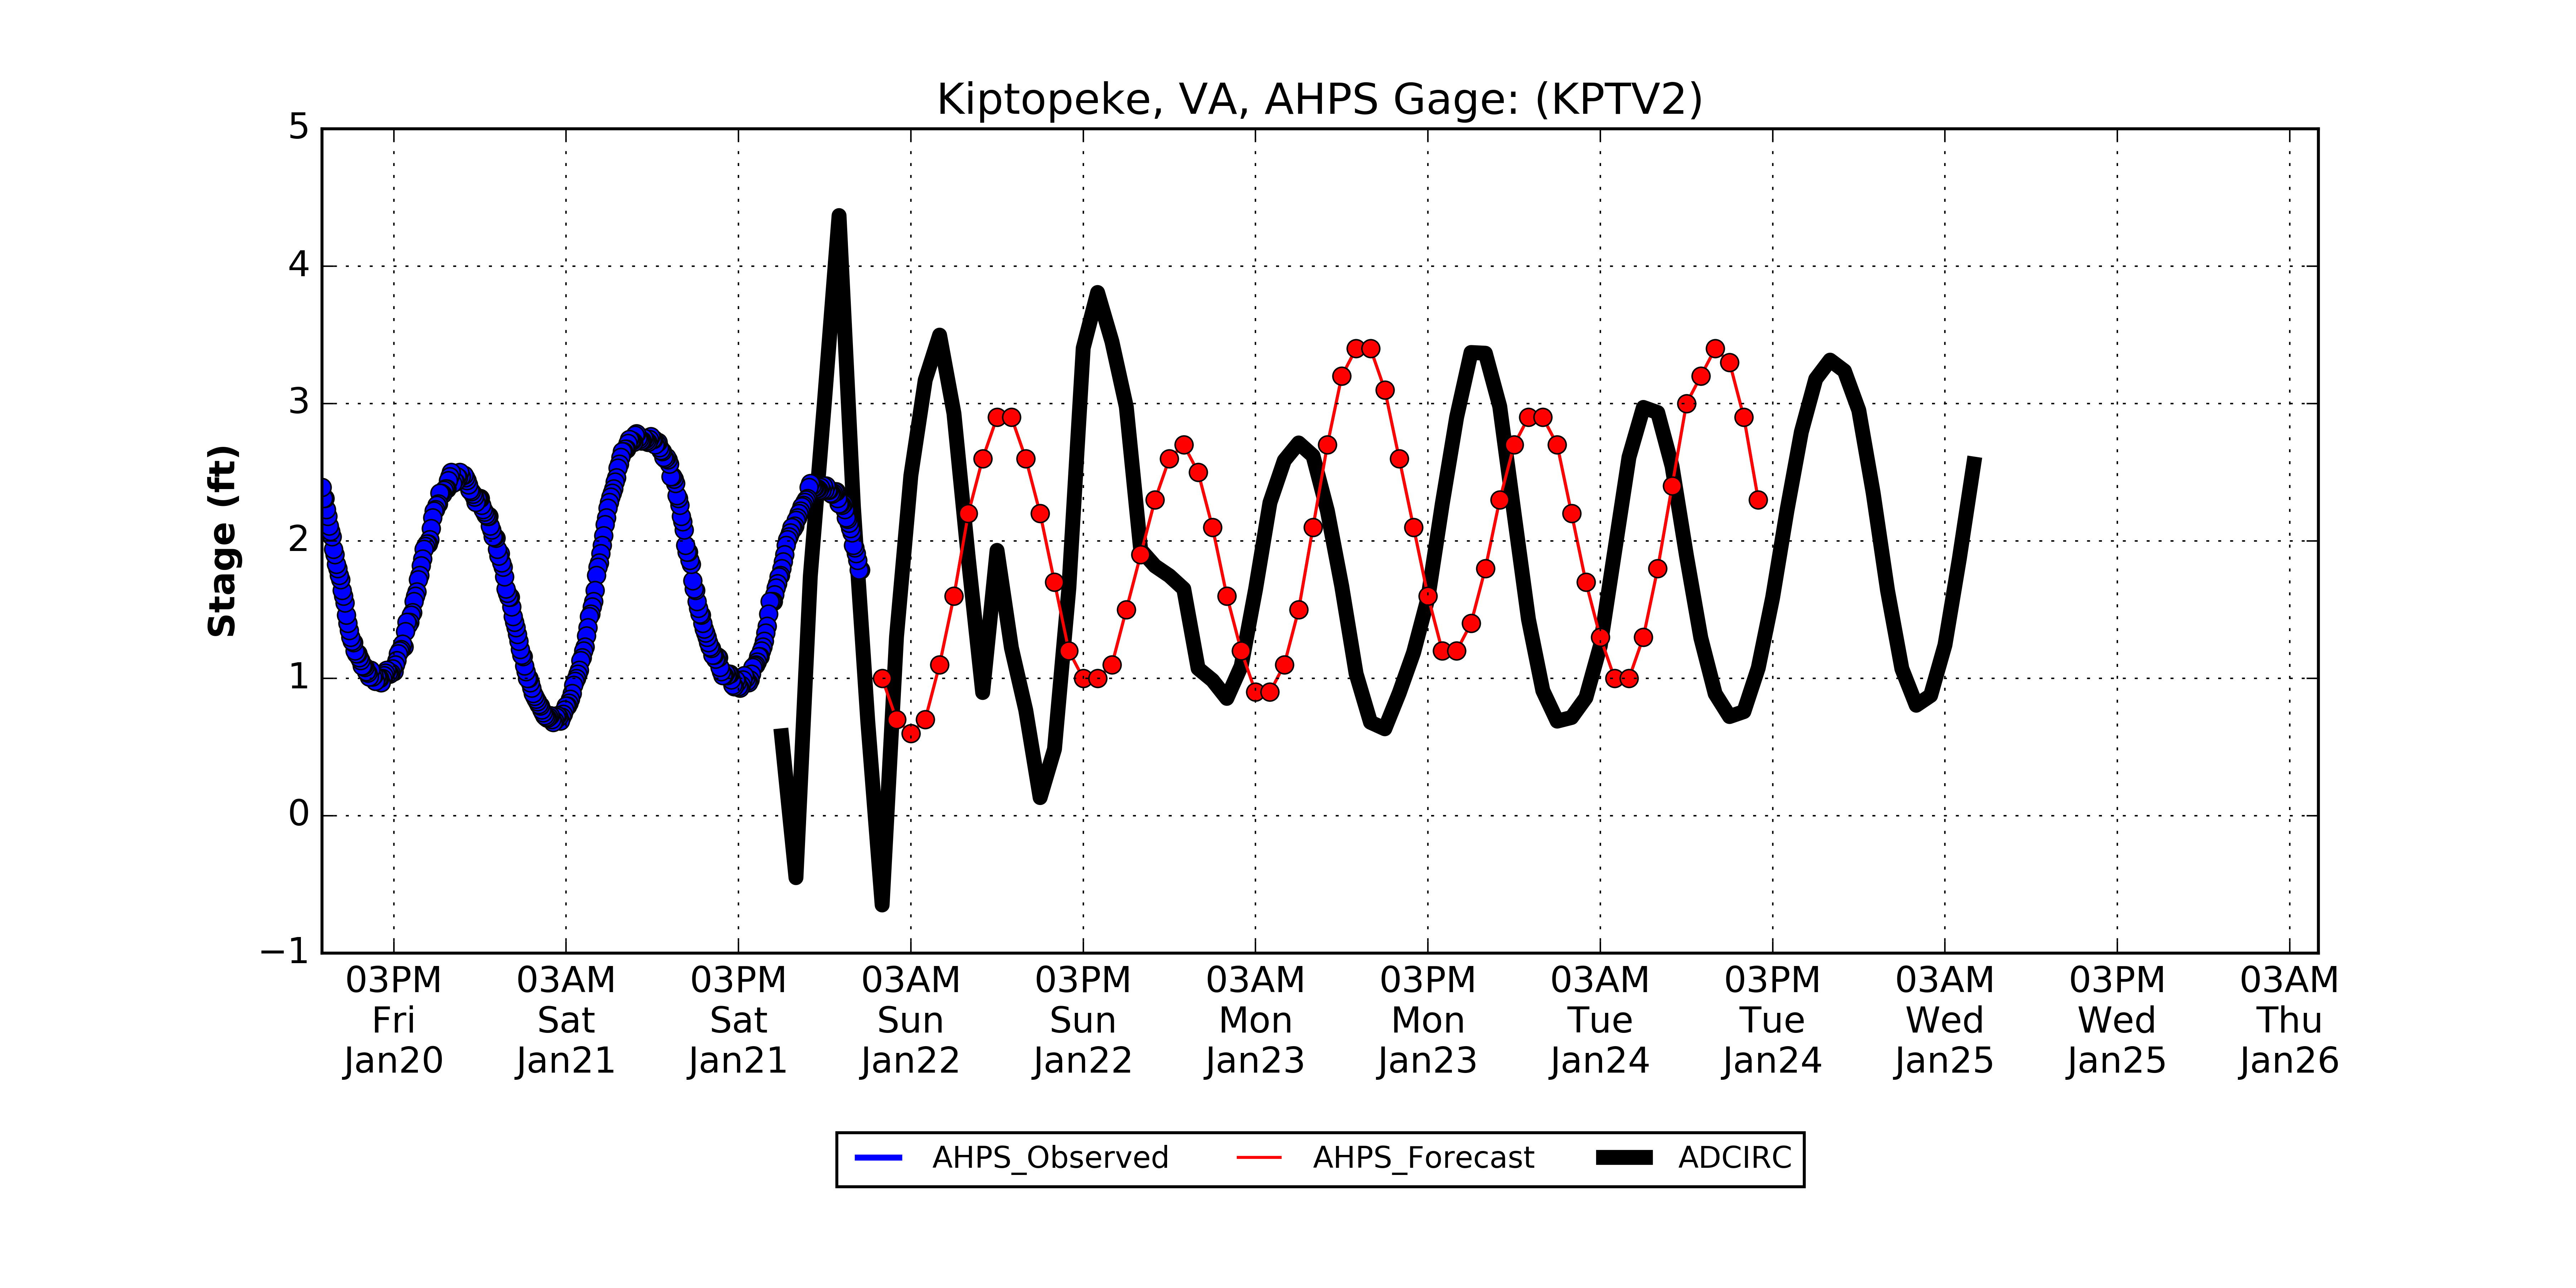 Kiptopeke, VA, AHPS Gage: (KPTV2)
Stage (ft)
5
4
3
2
1
0
−1
03PM 03AM 03PM 03AM 03PM 03AM 03PM 03AM 03PM 03AM 03PM 03AM
Fri Sat Sat Sun Sun Mon Mon Tue Tue Wed Wed Thu
Jan20 Jan21 Jan21 Jan22 Jan22 Jan23 Jan23 Jan24 Jan24 Jan25 Jan25 Jan26
AHPS_Observed AHPS_Forecast ADCIRC